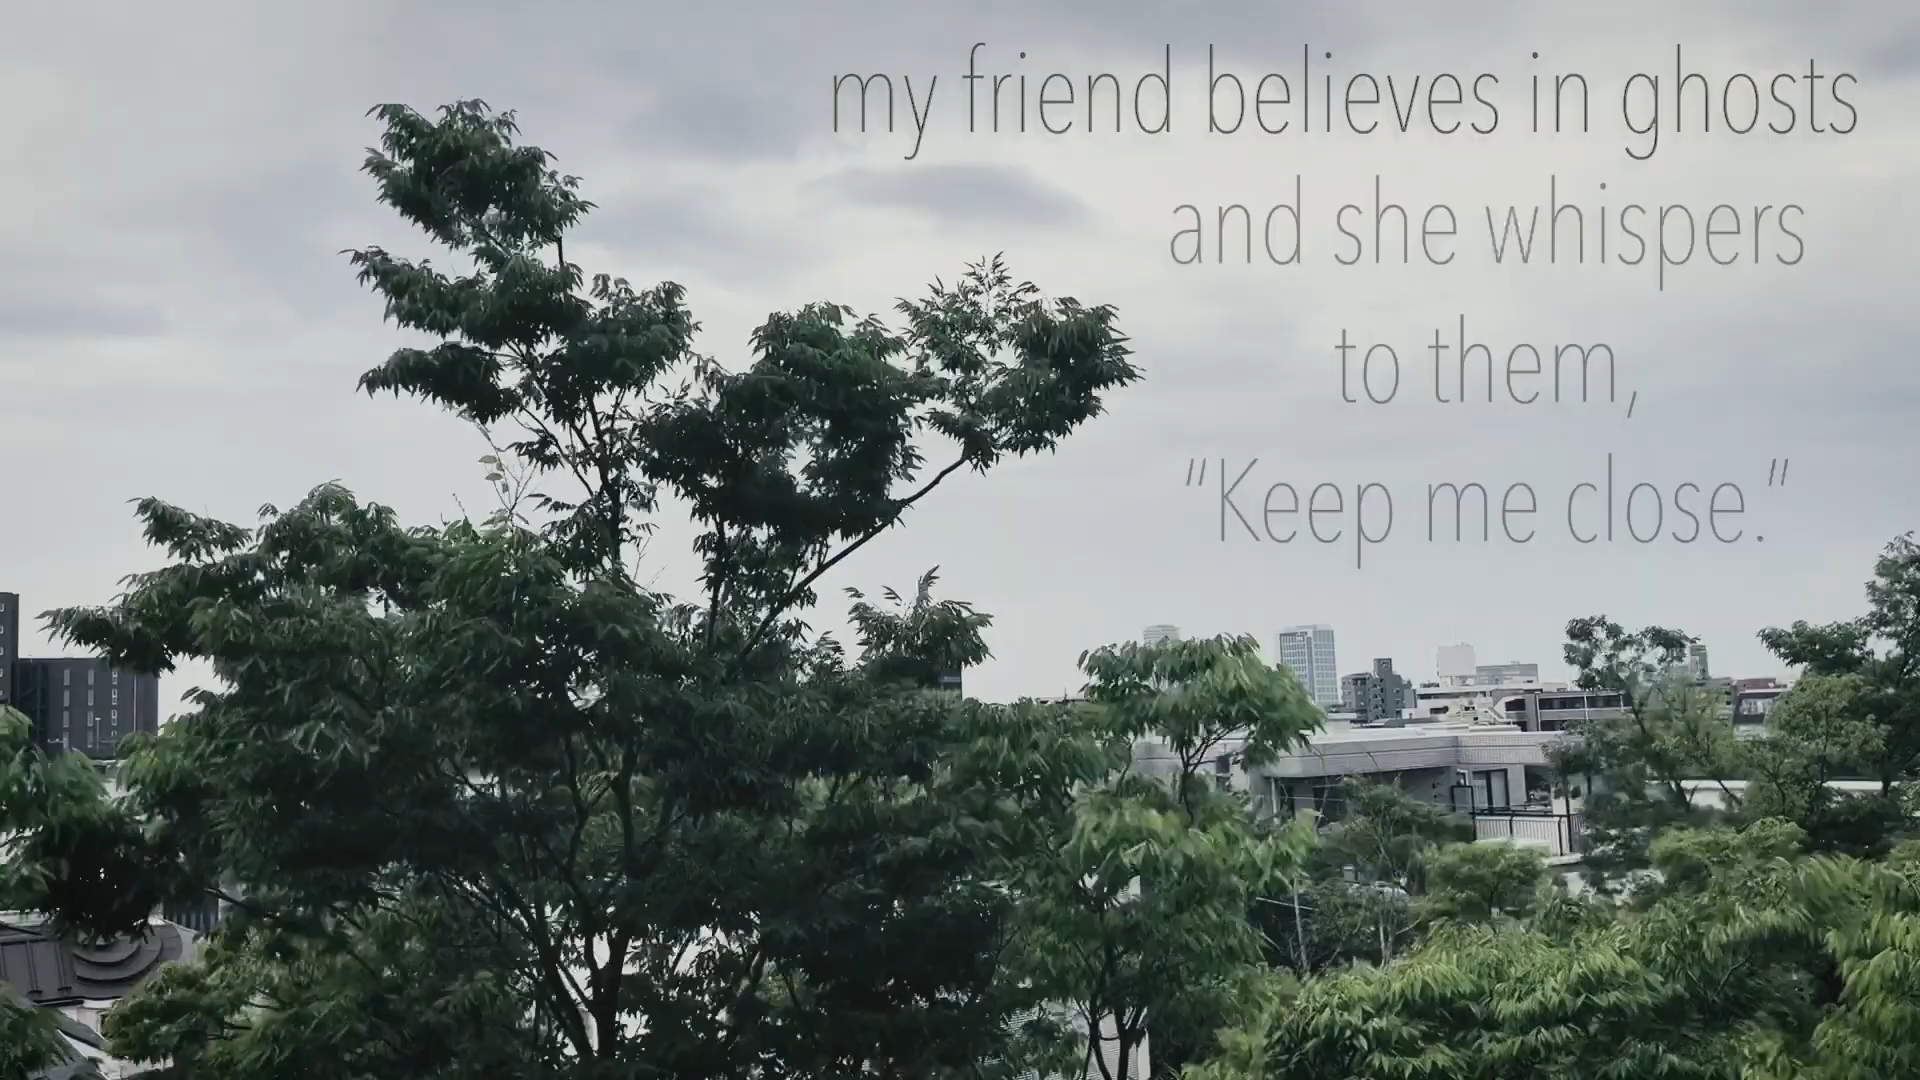 my friend believes in ghosts
and she whispers
to them,
“Keep me close.”